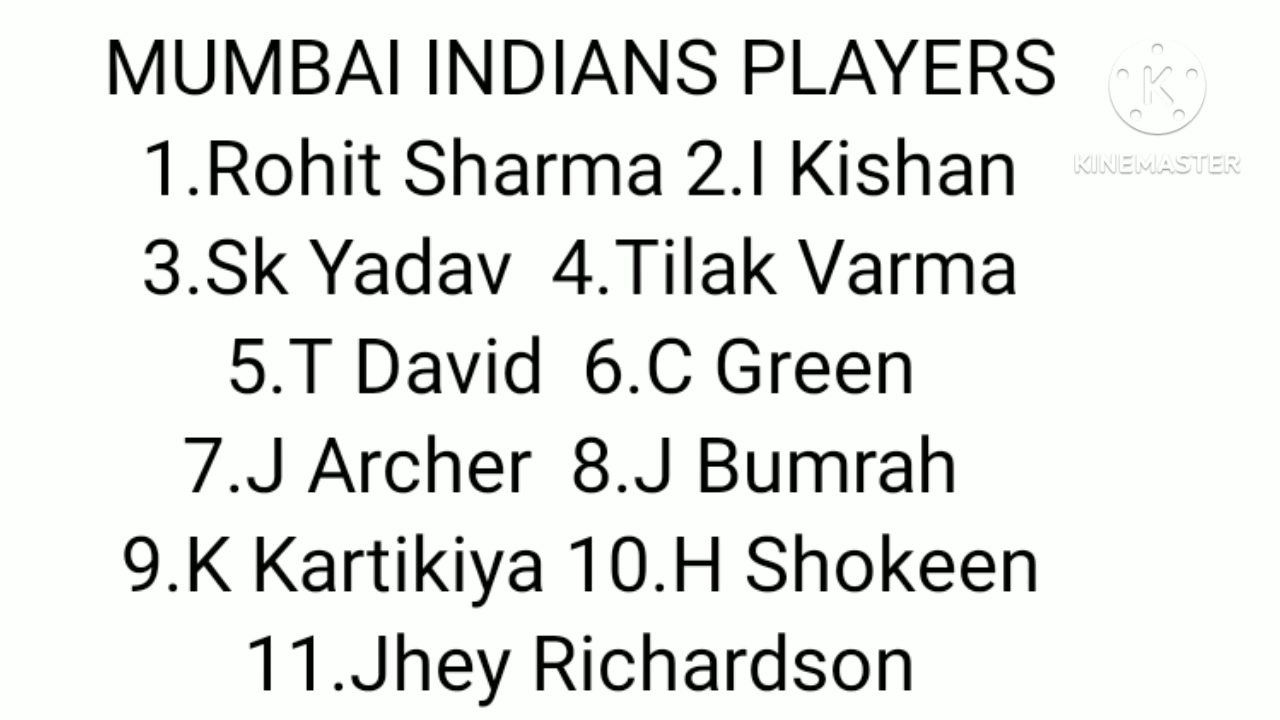 MUMBAI INDIANS PLAYERS
1.Rohit Sharma 2.I Kishan
3.Sk Yadav  4.Tilak Varma
5.T David  6.C Green
7.J Archer  8.J Bumrah
9.K Kartikiya 10.H Shokeen
11.Jhey Richardson
K
KINEMASTER